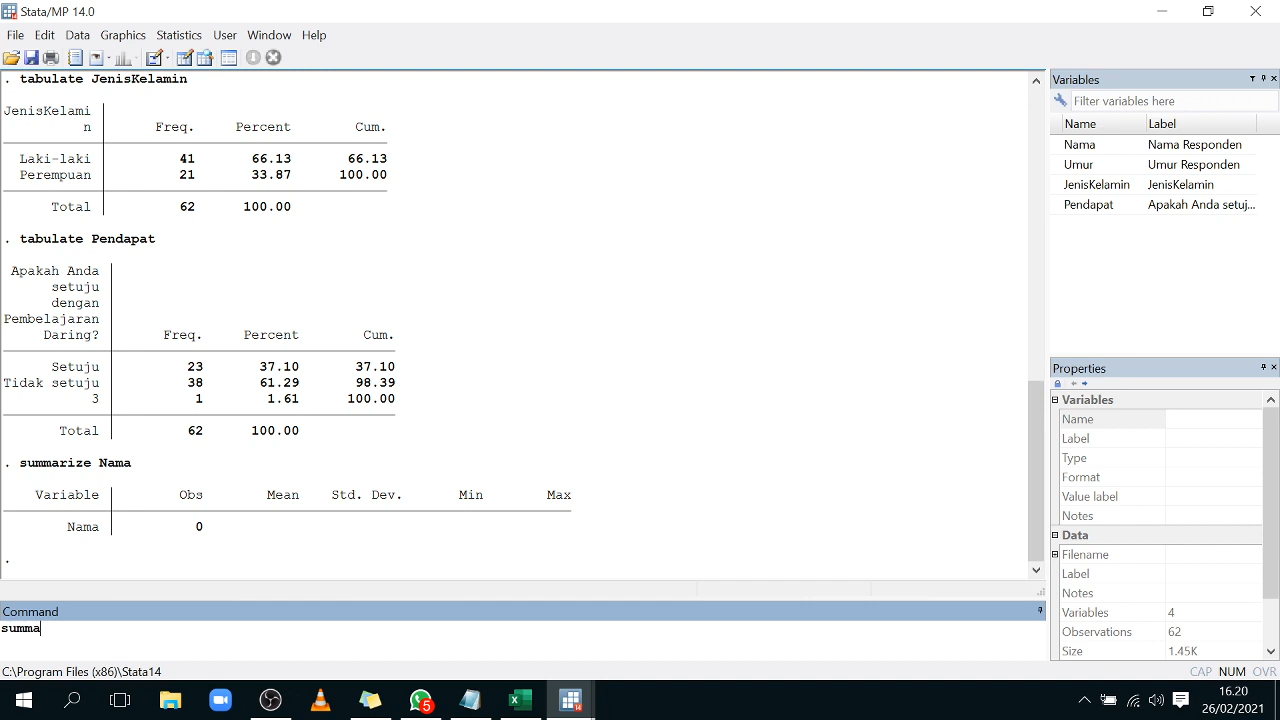 Stata/MP 14.0
File Edit Data Graphics Statistics User Window Help
. tabulate JenisKelamin
JenisKelami
n Freq. Percent Cum.
Laki-laki 41 66.13 66.13
Perempuan 21 33.87 100.00
Total 62 100.00
. tabulate Pendapat
Apakah Anda
setuju
dengan
Pembelajaran
Daring? Freq. Percent Cum.
Setuju 23 37.10 37.10
Tidak setuju 38 61.29 98.39
3 1 1.61 100.00
Total 62 100.00
. summarize Nama
Variable Obs Mean Std. Dev. Min Max
Nama 0
.
Command
summa
C:\Program Files (x86)\Stata14
Variables
Filter variables here
Name Label
Nama Nama Responden
Umur Umur Responden
JenisKelamin JenisKelamin
Pendapat Apakah Anda setuj...
Properties
Variables
Name
Label
Type
Format
Value label
Notes
Data
Filename
Label
Notes
Variables 4
Observations 62
Size 1.45K
CAP NUM OVR
5
14
16.20
26/02/2021